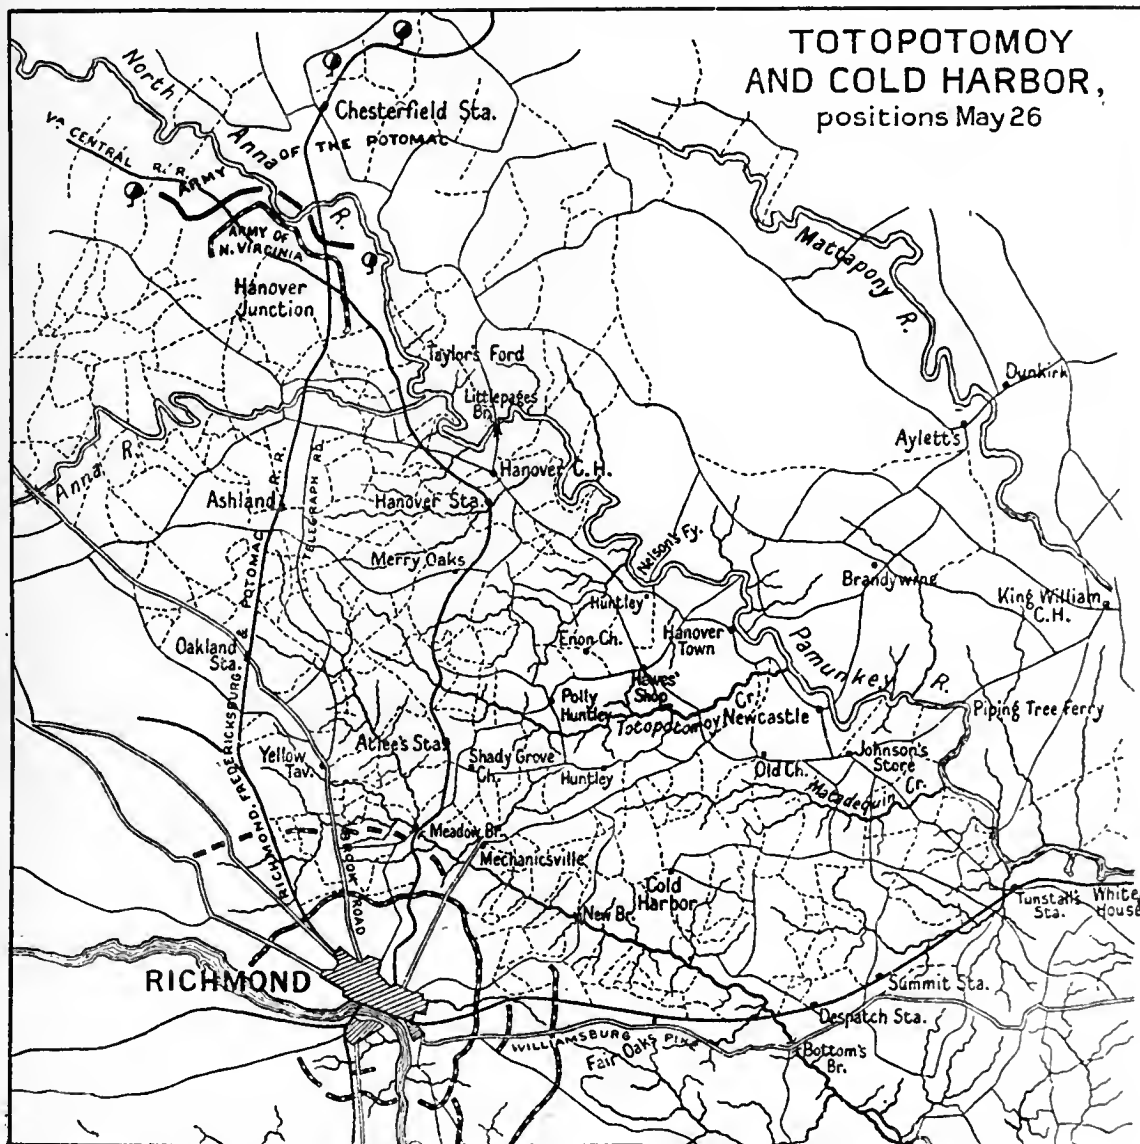 TOTOPOTOMOY
AND COLD HARBOR,
positions May 26
North Anna R.
Chesterfield Sta.
VA CENTRAL R.R.
ARMY OF THE POTOMAC
ARMY OF
N. VIRGINIA
Mattapony R.
Hanover
Junction
Taylor's Ford
Dunkirk
Littlepages
Br.
Aylett's
Anna R.
Hanover C.H.
Ashland
Hanover Sta.
TELEGRAPH RD.
Merry Oaks
Nelson's Fy.
Brandywine
Huntley
King William
C.H.
Enon Ch.
Hanover
Town
Oakland
Sta.
Pamunkey R.
Hawes'
Shop
Polly
Huntley
Totopotomoy Cr.
Newcastle
Piping Tree Ferry
Yellow
Tav.
Atlee's Sta.
Shady Grove
Ch.
Huntley
Old Ch.
Johnson's
Store
Matadequin Cr.
RICHMOND, FREDERICKSBURG & POTOMAC R.R.
BROOK ROAD
Meadow Br.
Mechanicsville
Cold
Harbor
New Br.
Tunstall's
Sta.
White
House
RICHMOND
Summit Sta.
Despatch Sta.
WILLIAMSBURG PIKE
Fair Oaks
Bottom's
Br.